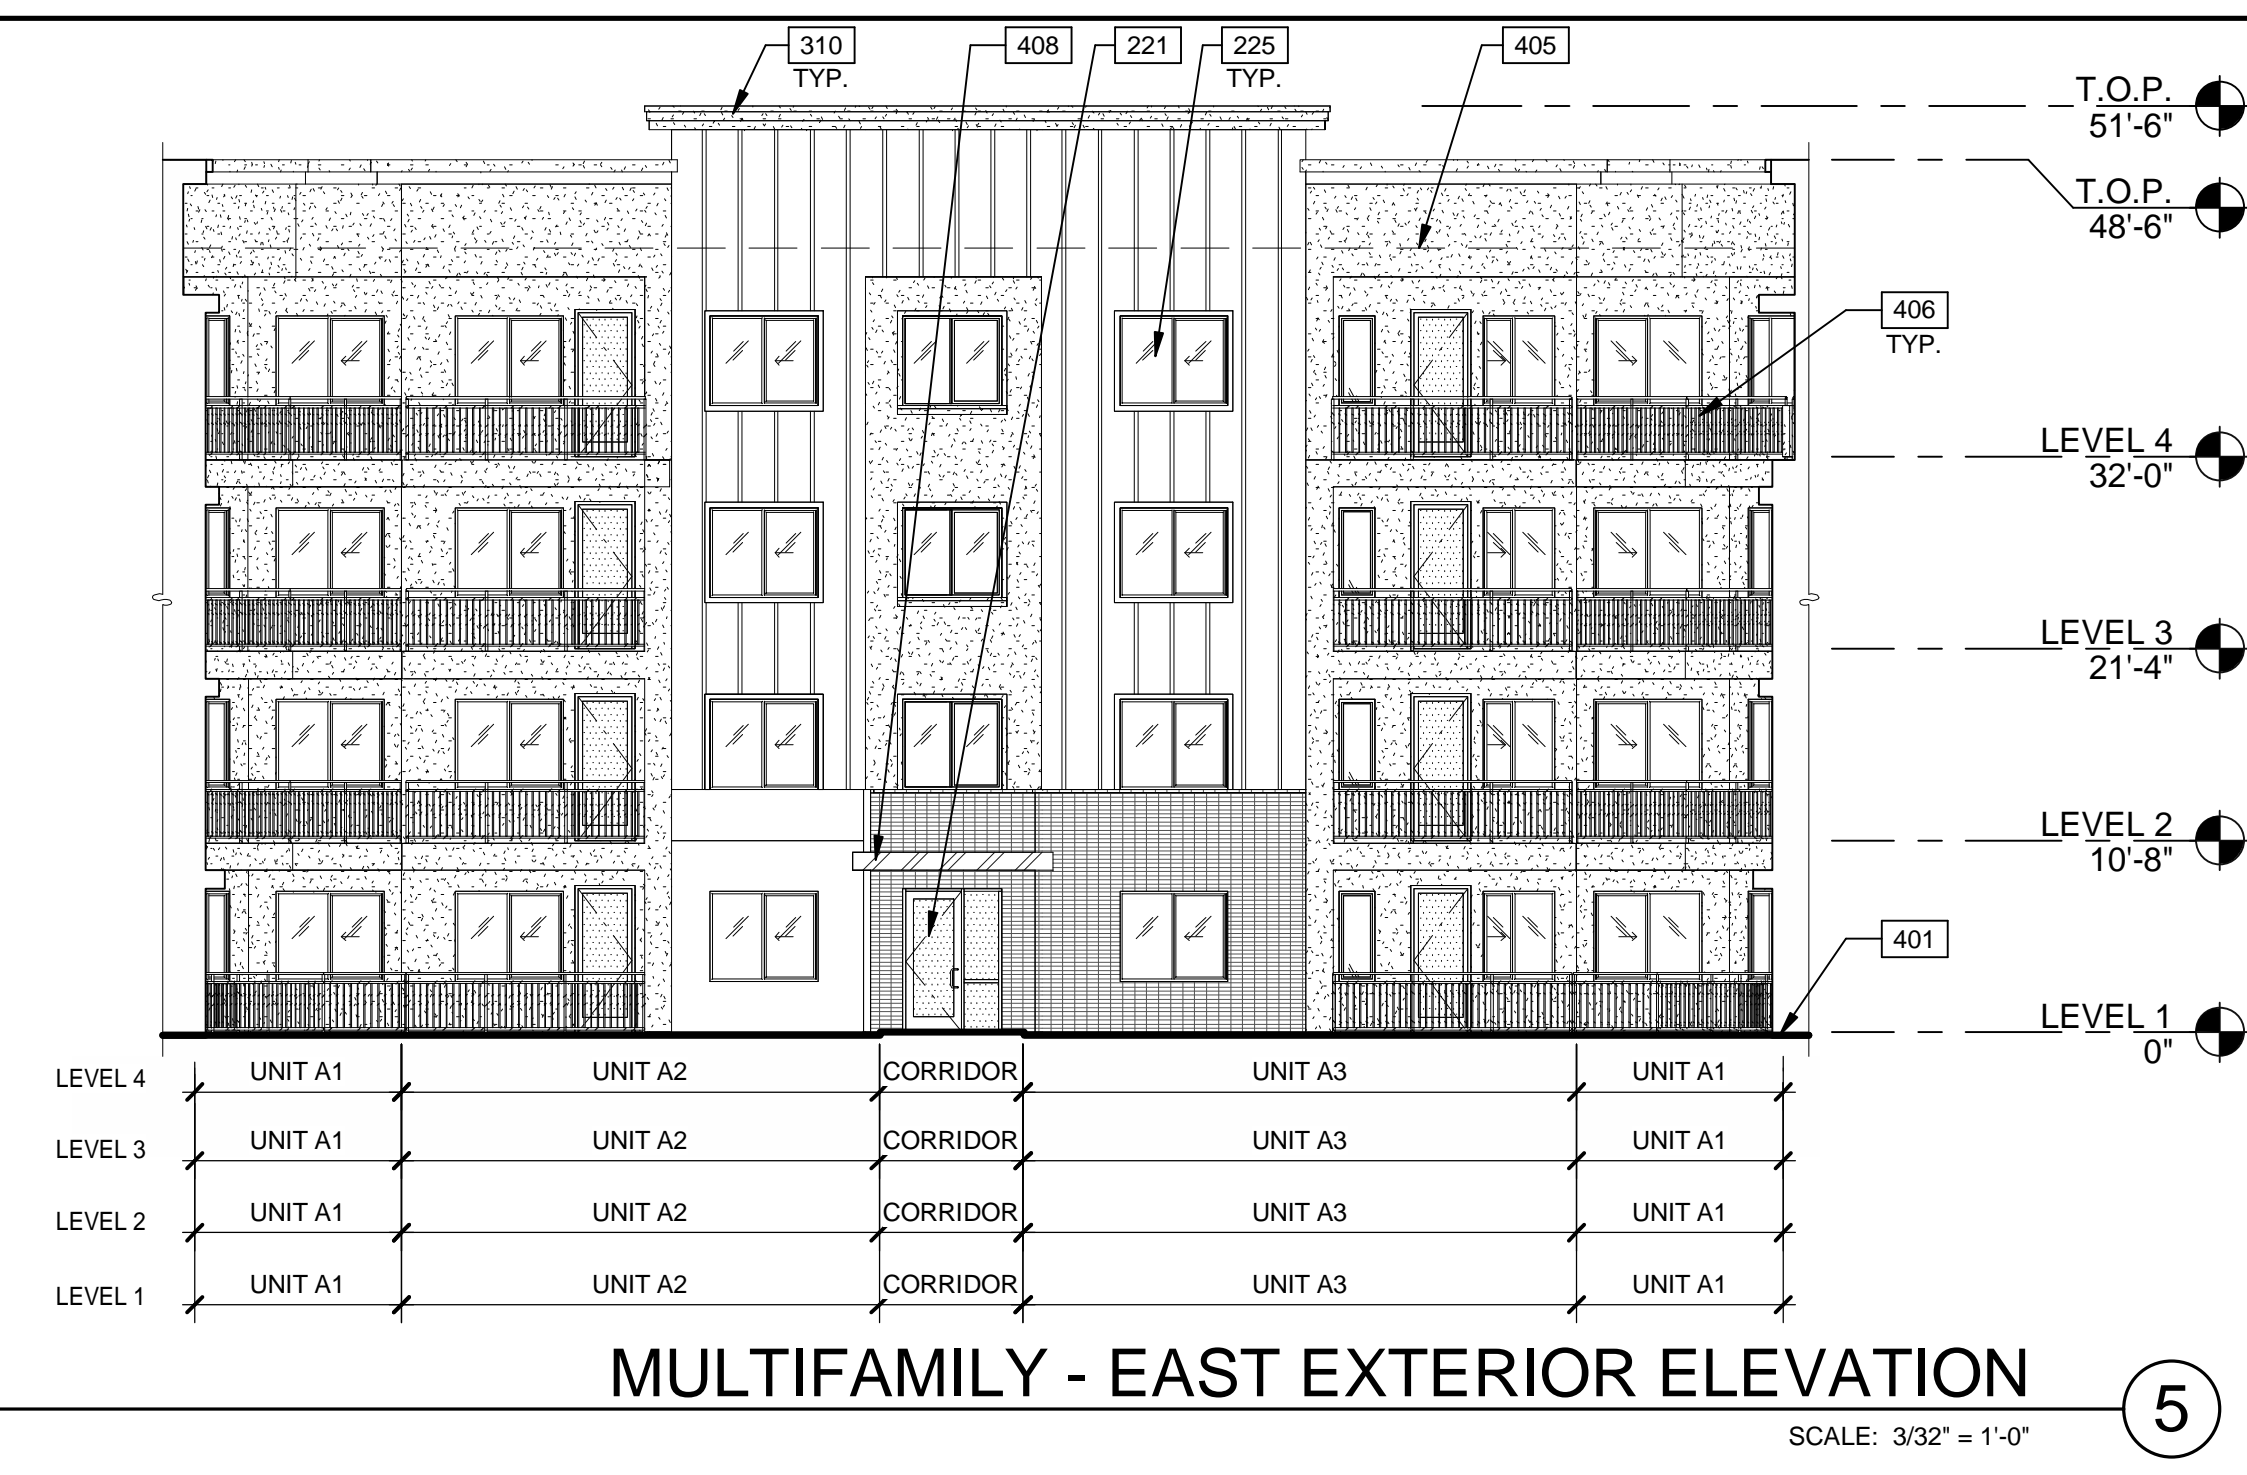 310
TYP.
408
221
225
TYP.
405
T.O.P.
51'-6"
T.O.P.
48'-6"
406
TYP.
LEVEL 4
32'-0"
LEVEL 3
21'-4"
LEVEL 2
10'-8"
401
LEVEL 1
0"
LEVEL 4 UNIT A1 UNIT A2 CORRIDOR UNIT A3 UNIT A1
LEVEL 3 UNIT A1 UNIT A2 CORRIDOR UNIT A3 UNIT A1
LEVEL 2 UNIT A1 UNIT A2 CORRIDOR UNIT A3 UNIT A1
LEVEL 1 UNIT A1 UNIT A2 CORRIDOR UNIT A3 UNIT A1
MULTIFAMILY - EAST EXTERIOR ELEVATION
5
SCALE: 3/32" = 1'-0"